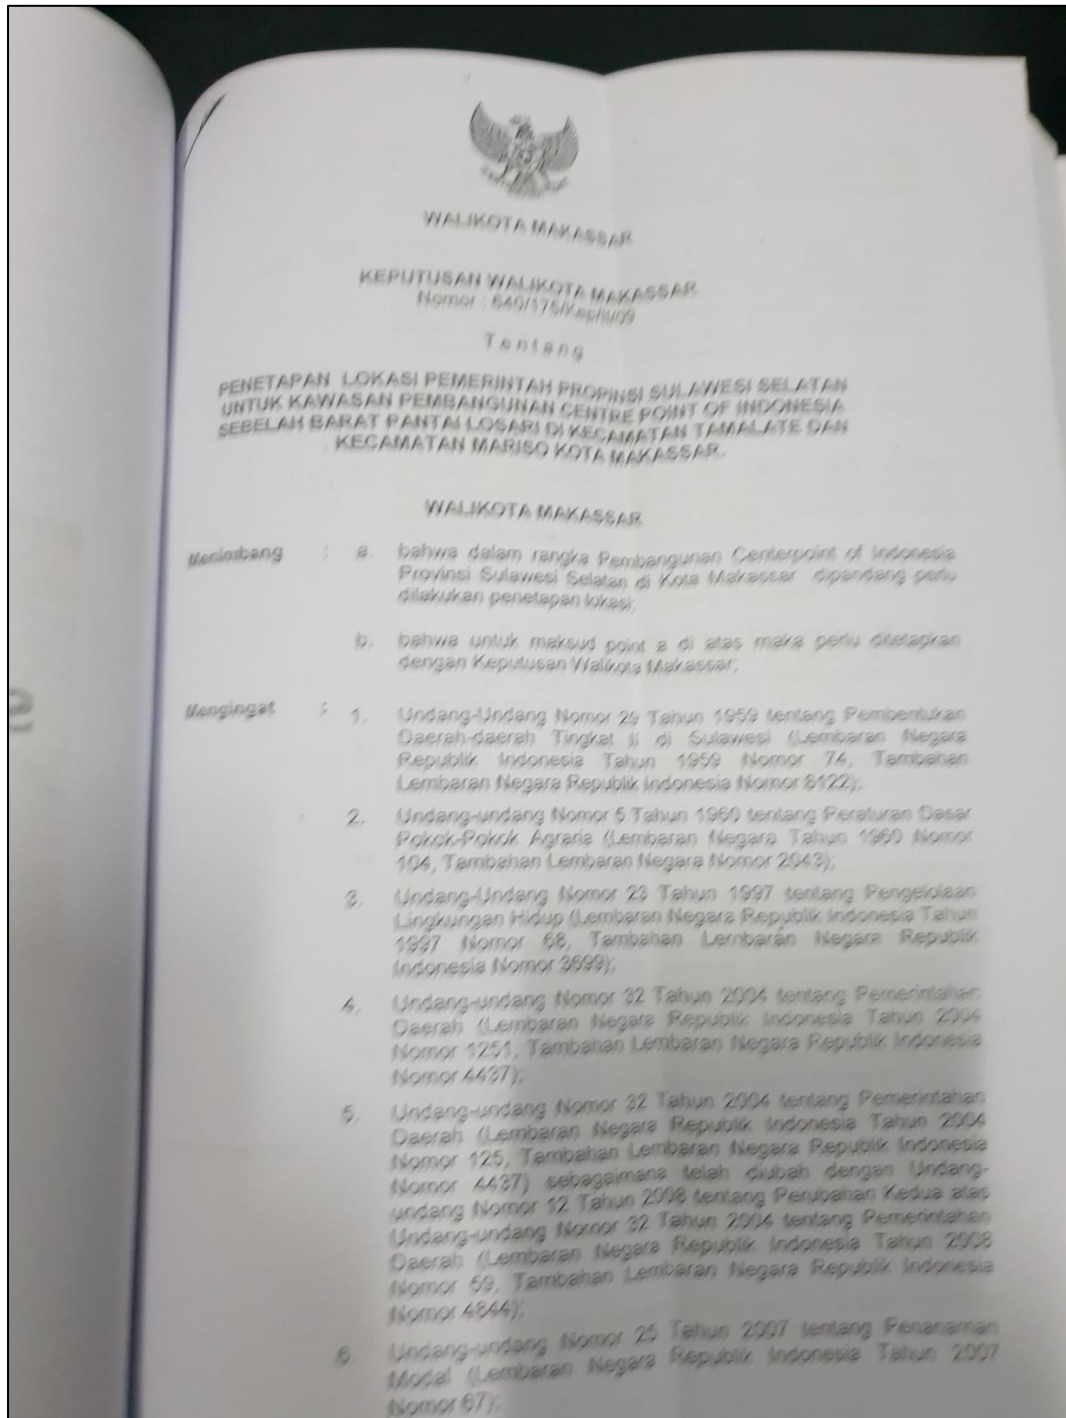 WALIKOTA MAKASSAR
KEPUTUSAN WALIKOTA MAKASSAR
Nomor : 640/175/Kep/II/09
Tentang
PENETAPAN LOKASI PEMERINTAH PROPINSI SULAWESI SELATAN
UNTUK KAWASAN PEMBANGUNAN CENTRE POINT OF INDONESIA
SEBELAH BARAT PANTAI LOSARI DI KECAMATAN TAMALATE DAN
KECAMATAN MARISO KOTA MAKASSAR.
WALIKOTA MAKASSAR
Menimbang : a. bahwa dalam rangka Pembangunan Centerpoint of Indonesia
Provinsi Sulawesi Selatan di Kota Makassar dipandang perlu
dilakukan penetapan lokasi;
b. bahwa untuk maksud point a di atas maka perlu ditetapkan
dengan Keputusan Walikota Makassar;
Mengingat : 1. Undang-Undang Nomor 29 Tahun 1959 tentang Pembentukan
Daerah-daerah Tingkat II di Sulawesi (Lembaran Negara
Republik Indonesia Tahun 1959 Nomor 74, Tambahan
Lembaran Negara Republik Indonesia Nomor 8122);
2. Undang-undang Nomor 5 Tahun 1960 tentang Peraturan Dasar
Pokok-Pokok Agraria (Lembaran Negara Tahun 1960 Nomor
104, Tambahan Lembaran Negara Nomor 2043);
3. Undang-Undang Nomor 23 Tahun 1997 tentang Pengelolaan
Lingkungan Hidup (Lembaran Negara Republik Indonesia Tahun
1997 Nomor 68, Tambahan Lembaran Negara Republik
Indonesia Nomor 3699);
4. Undang-undang Nomor 32 Tahun 2004 tentang Pemerintahan
Daerah (Lembaran Negara Republik Indonesia Tahun 2004
Nomor 1251, Tambahan Lembaran Negara Republik Indonesia
Nomor 4437);
5. Undang-undang Nomor 32 Tahun 2004 tentang Pemerintahan
Daerah (Lembaran Negara Republik Indonesia Tahun 2004
Nomor 125, Tambahan Lembaran Negara Republik Indonesia
Nomor 4437) sebagaimana telah diubah dengan Undang-
undang Nomor 12 Tahun 2008 tentang Perubahan Kedua atas
Undang-undang Nomor 32 Tahun 2004 tentang Pemerintahan
Daerah (Lembaran Negara Republik Indonesia Tahun 2008
Nomor 59, Tambahan Lembaran Negara Republik Indonesia
Nomor 4844);
6. Undang-undang Nomor 25 Tahun 2007 tentang Penanaman
Modal (Lembaran Negara Republik Indonesia Tahun 2007
Nomor 67);